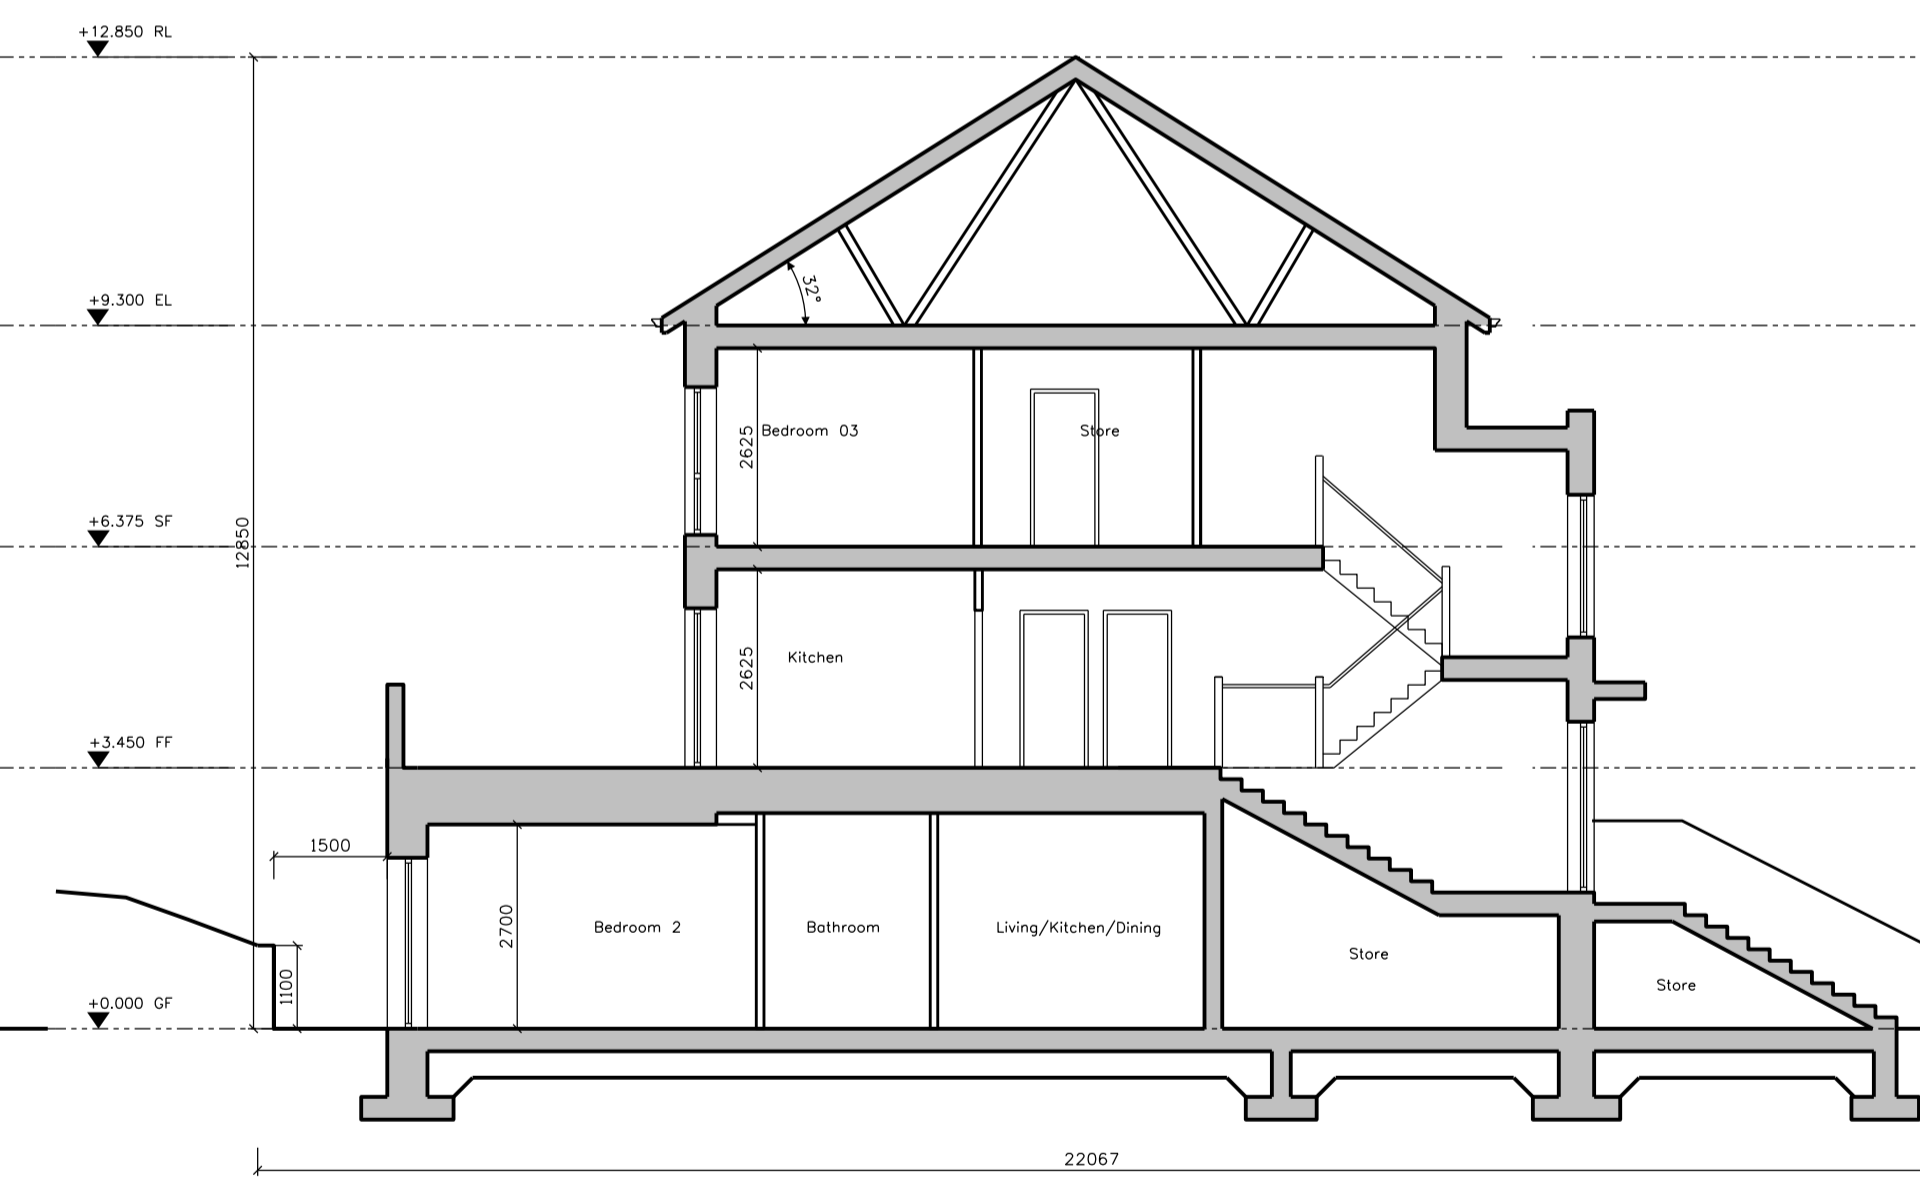 +12.850 RL
+9.300 EL
32°
2625
Bedroom 03
Store
+6.375 SF
12850
2625
Kitchen
+3.450 FF
1500
2700
Bedroom 2
Bathroom
Living/Kitchen/Dining
Store
Store
1100
+0.000 GF
22067